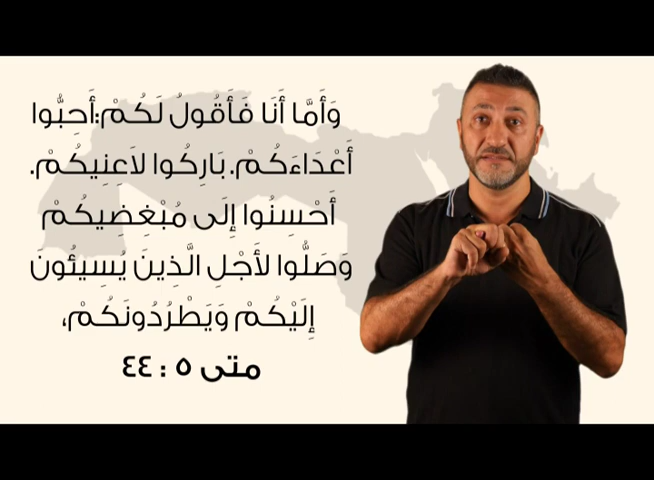 وَأَمَّا أَنَا فَأَقُولُ لَكُمْ:أَحِبُّوا
أَعْدَاءَكُمْ. بَارِكُوا لاَعِنِيكُمْ.
أَحْسِنُوا إِلَى مُبْغِضِيكُمْ
وَصَلُّوا لأَجْلِ الَّذِينَ يُسِيئُونَ
إِلَيْكُمْ وَيَطْرُدُونَكُمْ،
متى ٥ : ٤٤